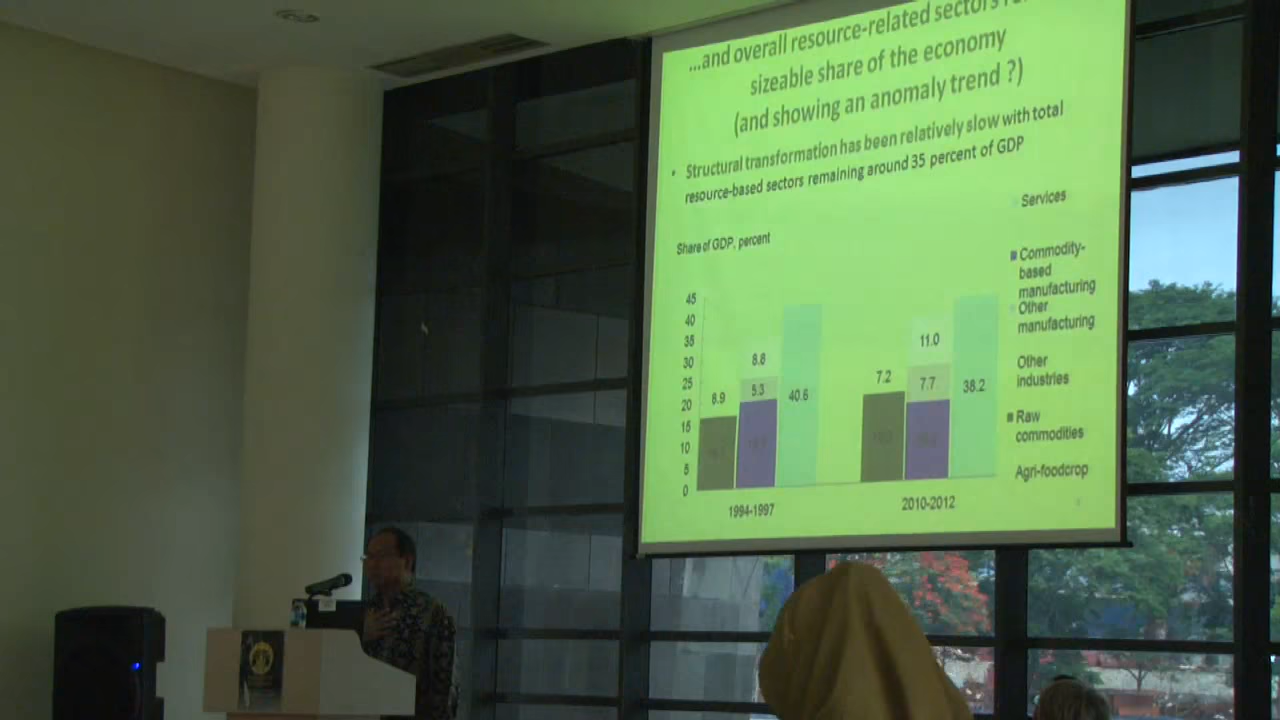 ...and overall resource-related sectors
sizeable share of the economy
(and showing an anomaly trend ?)
• Structural transformation has been relatively slow with total
resource-based sectors remaining around 35 percent of GDP
Share of GDP, percent
45
40
35
30
25
20
15
10
5
0
8.8
5.3
6.9
40.6
11.0
7.7
7.2
38.2
1994-1997
2010-2012
Services
Commodity-
based
manufacturing
Other
manufacturing
Other
industries
Raw
commodities
Agri-foodcrop